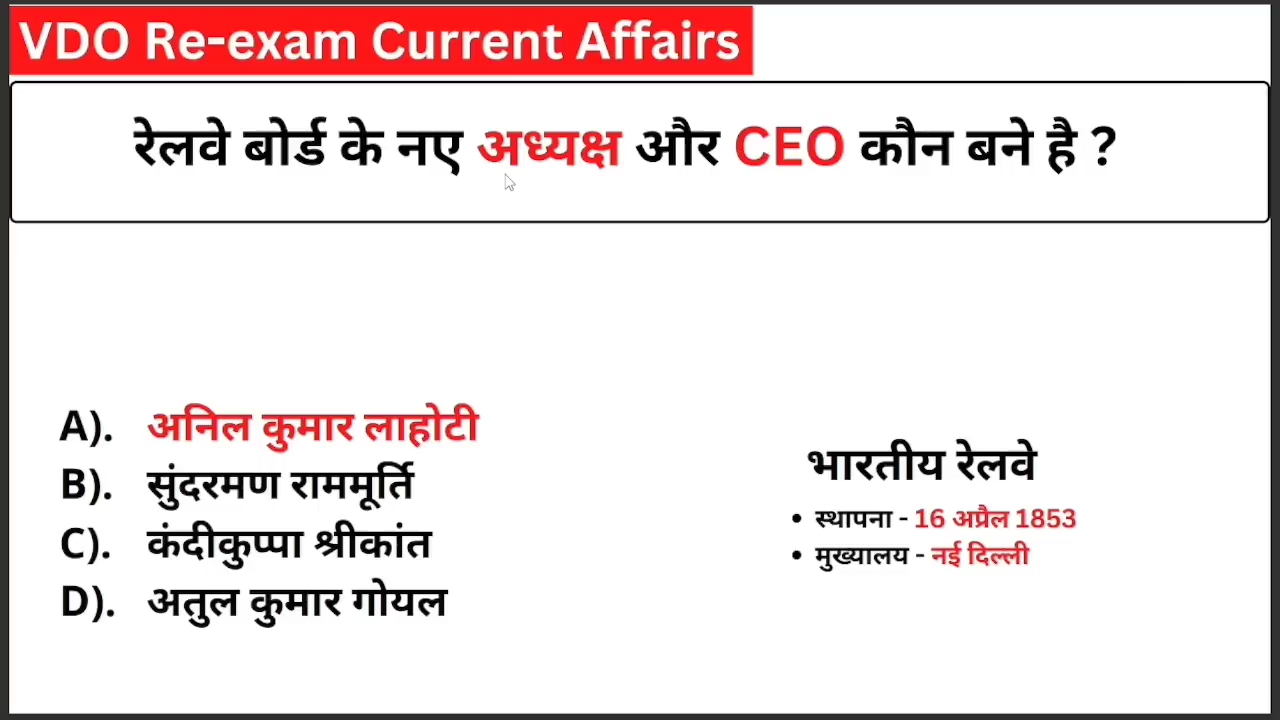 VDO Re-exam Current Affairs
रेलवे बोर्ड के नए अध्यक्ष और CEO कौन बने है ?
A). अनिल कुमार लाहोटी
B). सुंदरमण राममूर्ति
C). कंदीकुप्पा श्रीकांत
D). अतुल कुमार गोयल
भारतीय रेलवे
• स्थापना - 16 अप्रैल 1853
• मुख्यालय - नई दिल्ली